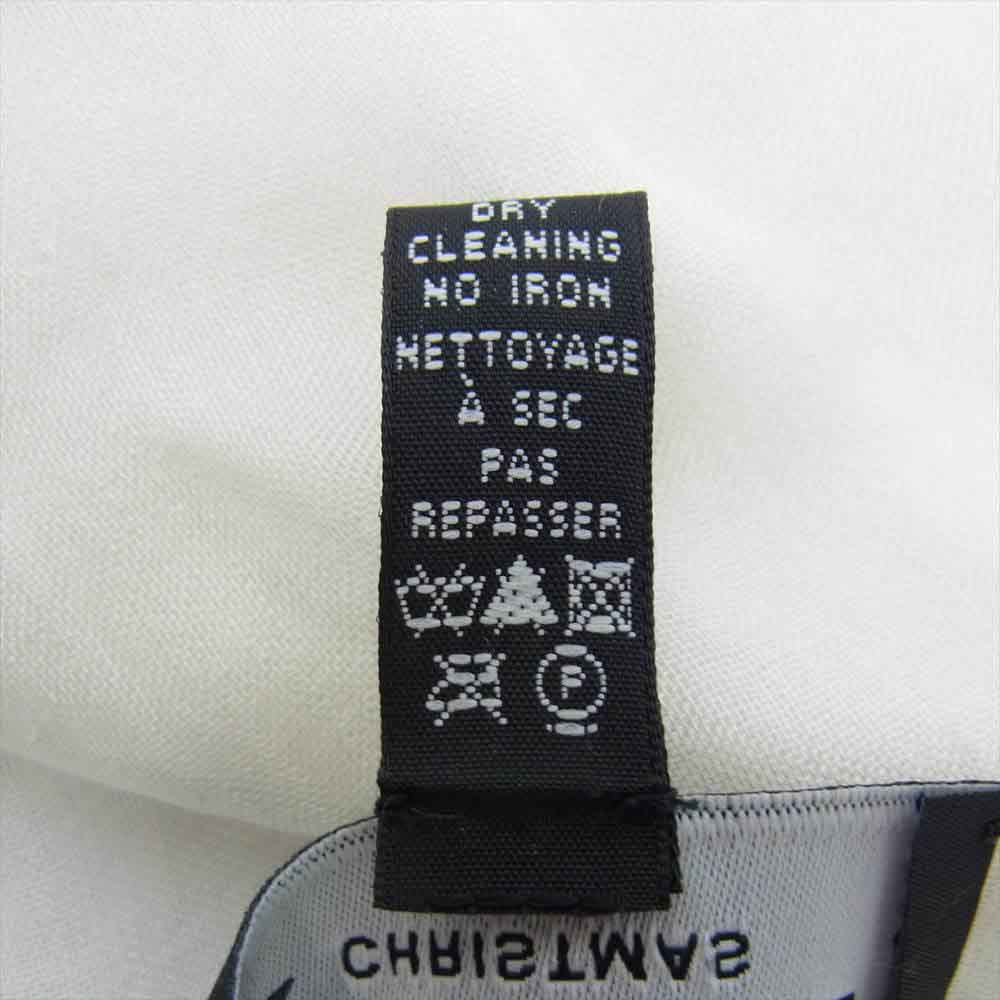 DRY
CLEANING
NO IRON
NETTOYAGE
À SEC
PAS
REPASSER
P
CHRISTMAS